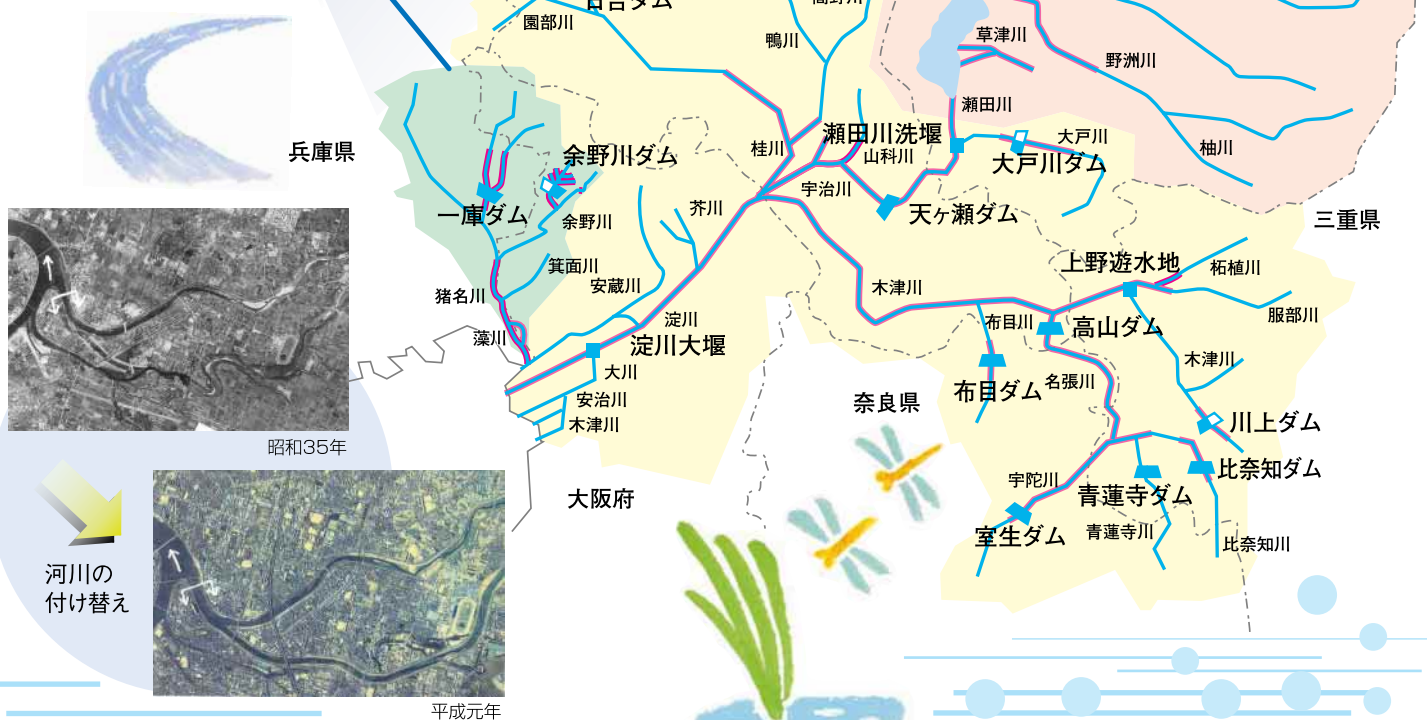 日吉ダム
高野川
園部川
鴨川
草津川
野洲川
瀬田川
兵庫県
余野川ダム
桂川
瀬田川洗堰
山科川
大戸川
大戸川ダム
杣川
一庫ダム
余野川
芥川
宇治川
天ヶ瀬ダム
三重県
箕面川
安蔵川
上野遊水地
柘植川
猪名川
木津川
服部川
藻川
淀川
淀川大堰
布目川
高山ダム
木津川
大川
布目ダム
名張川
安治川
木津川
奈良県
川上ダム
昭和35年
比奈知ダム
宇陀川
青蓮寺ダム
大阪府
室生ダム
青蓮寺川
比奈知川
河川の
付け替え
平成元年